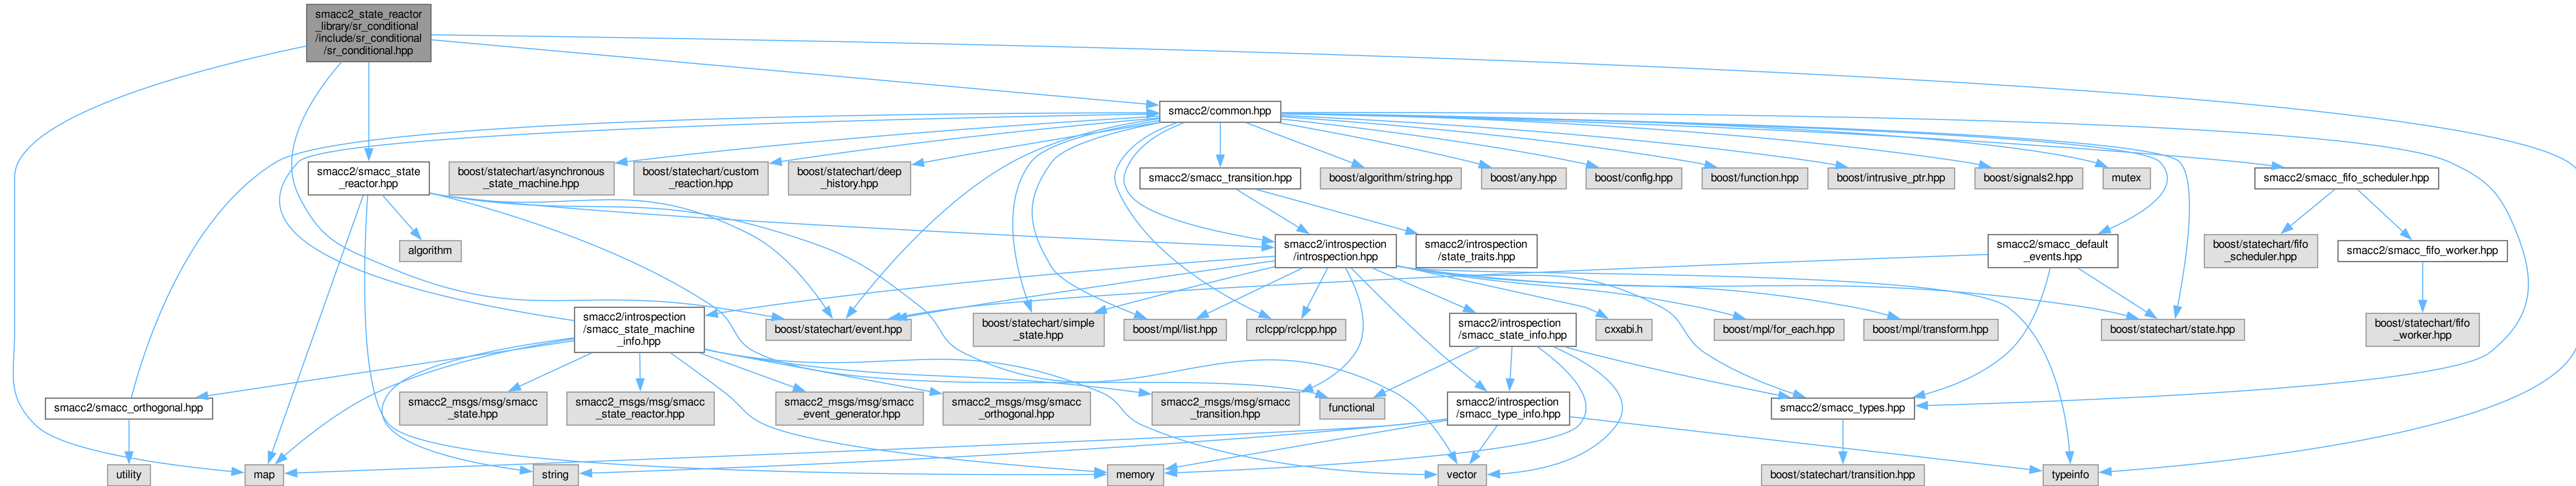 smacc2_state_reactor
_library/sr_conditional
/include/sr_conditional
/sr_conditional.hpp
smacc2/common.hpp
smacc2/smacc_state
_reactor.hpp
boost/statechart/asynchronous
_state_machine.hpp
boost/statechart/custom
_reaction.hpp
boost/statechart/deep
_history.hpp
smacc2/smacc_transition.hpp
boost/algorithm/string.hpp
boost/any.hpp
boost/config.hpp
boost/function.hpp
boost/intrusive_ptr.hpp
boost/signals2.hpp
mutex
smacc2/smacc_fifo_scheduler.hpp
algorithm
smacc2/introspection
/introspection.hpp
smacc2/introspection
/state_traits.hpp
smacc2/smacc_default
_events.hpp
boost/statechart/fifo
_scheduler.hpp
smacc2/smacc_fifo_worker.hpp
smacc2/introspection
/smacc_state_machine
_info.hpp
boost/statechart/event.hpp
boost/statechart/simple
_state.hpp
boost/mpl/list.hpp
rclcpp/rclcpp.hpp
smacc2/introspection
/smacc_state_info.hpp
cxxabi.h
boost/mpl/for_each.hpp
boost/mpl/transform.hpp
boost/statechart/state.hpp
boost/statechart/fifo
_worker.hpp
smacc2/smacc_orthogonal.hpp
smacc2_msgs/msg/smacc
_state.hpp
smacc2_msgs/msg/smacc
_state_reactor.hpp
smacc2_msgs/msg/smacc
_event_generator.hpp
smacc2_msgs/msg/smacc
_orthogonal.hpp
smacc2_msgs/msg/smacc
_transition.hpp
functional
smacc2/introspection
/smacc_type_info.hpp
smacc2/smacc_types.hpp
utility
map
string
memory
vector
boost/statechart/transition.hpp
typeinfo